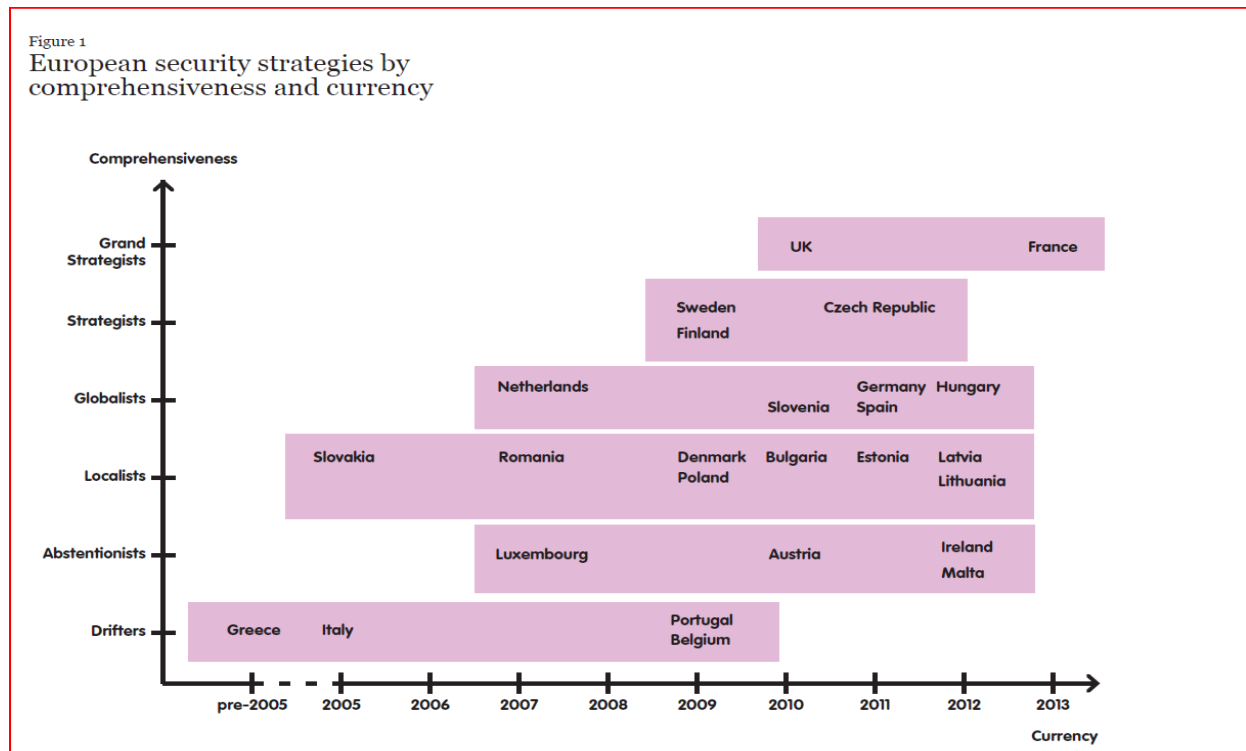 Figure 1
European security strategies by
comprehensiveness and currency
Comprehensiveness
Grand
Strategists
UK France
Strategists
Sweden Czech Republic
Finland
Globalists
Netherlands Germany Hungary
Slovenia Spain
Localists
Slovakia Romania Denmark Bulgaria Estonia Latvia
Poland Lithuania
Abstentionists
Luxembourg Austria Ireland
Malta
Drifters
Greece Italy Portugal
Belgium
pre-2005 2005 2006 2007 2008 2009 2010 2011 2012 2013
Currency